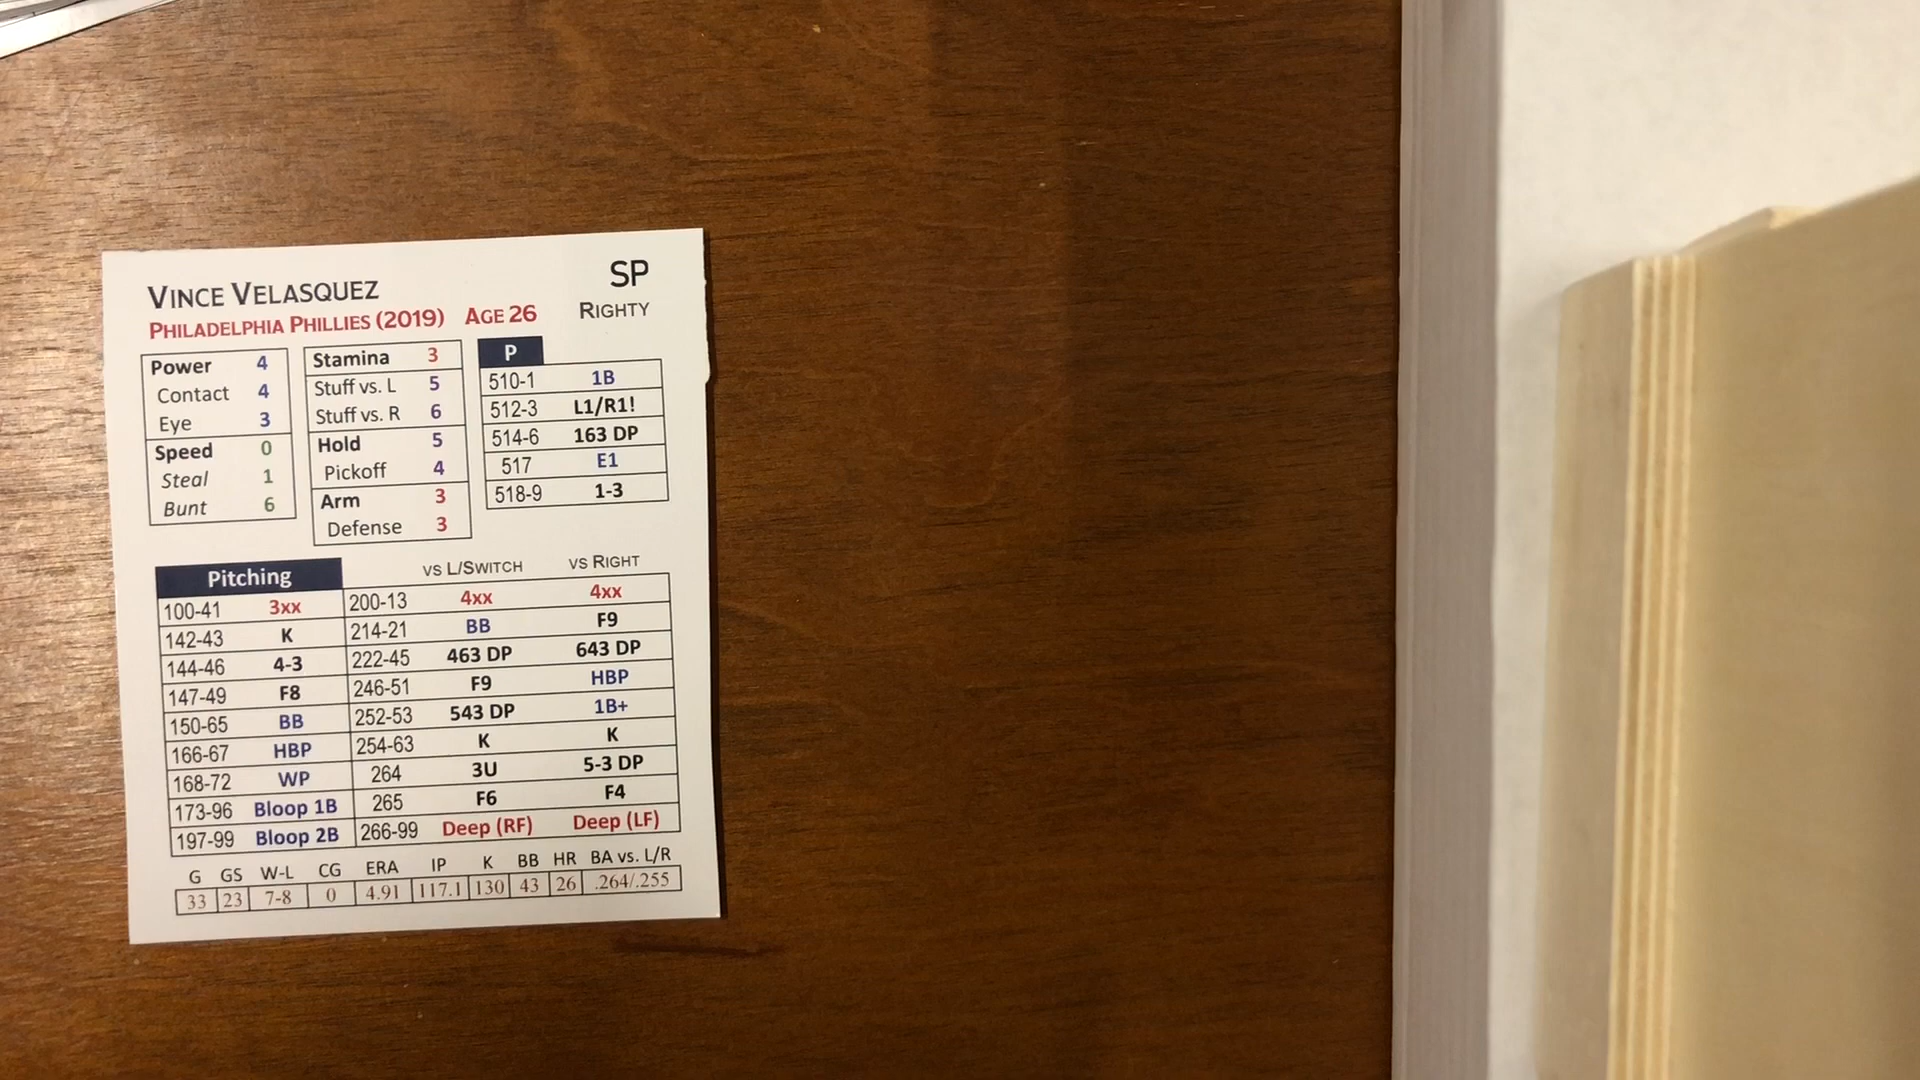 VINCE VELASQUEZ SP
PHILADELPHIA PHILLIES (2019) AGE 26 RIGHTY
Power 4
Contact 4
Eye 3
Speed 0
Steal 1
Bunt 6
Stamina 3
Stuff vs. L 5
Stuff vs. R 6
Hold 5
Pickoff 4
Arm 3
Defense 3
P
510-1 1B
512-3 L1/R1!
514-6 163 DP
517 E1
518-9 1-3
Pitching
100-41 3xx
142-43 K
144-46 4-3
147-49 F8
150-65 BB
166-67 HBP
168-72 WP
173-96 Bloop 1B
197-99 Bloop 2B
VS L/SWITCH VS RIGHT
200-13 4xx 4xx
214-21 BB F9
222-45 463 DP 643 DP
246-51 F9 HBP
252-53 543 DP 1B+
254-63 K K
264 3U 5-3 DP
265 F6 F4
266-99 Deep (RF) Deep (LF)
G GS W-L CG ERA IP K BB HR BA vs. L/R
33 23 7-8 0 4.91 117.1 130 43 26 .264/.255